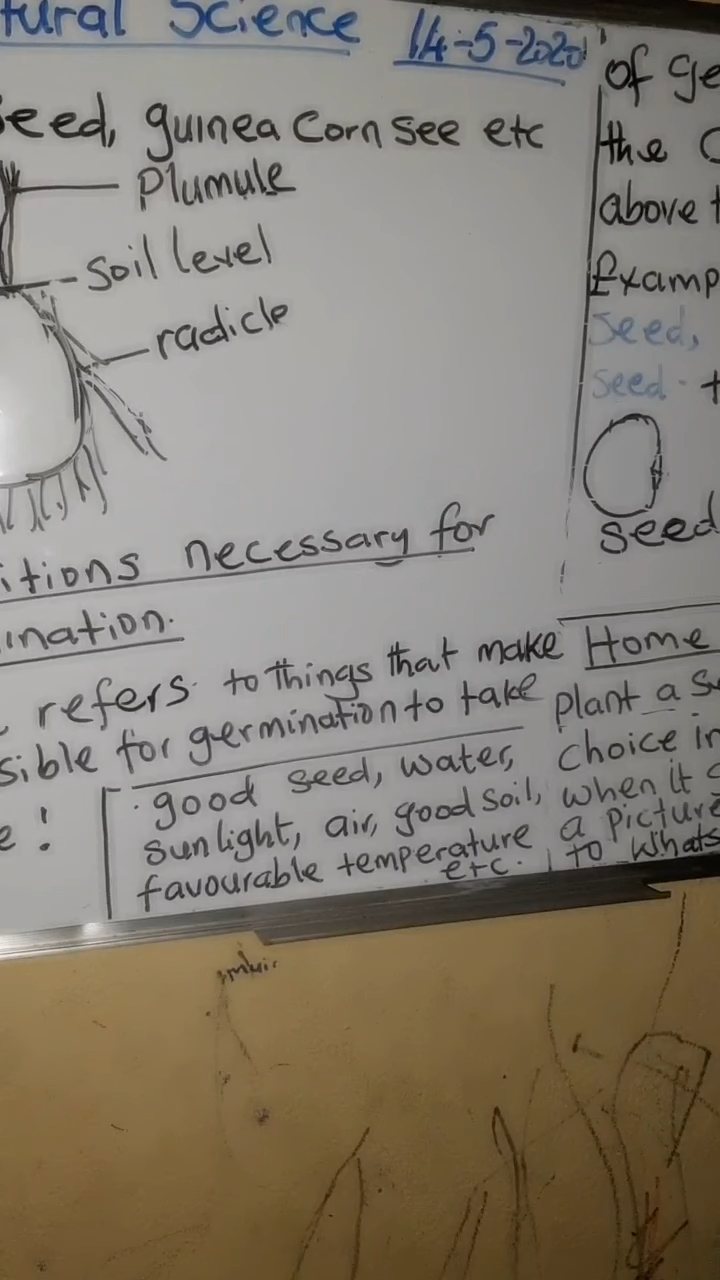 tural Science 14-5-2020
seed, guinea Corn see etc
Plumule
soil level
radicle
itions necessary for
ination.
refers to things that make
sible for germination to take
e!
good seed, water,
sunlight, air, good soil,
favourable temperature
etc.
of ge
the C
above t
Examp
Seed,
seed. t
seed
Home
plant a su
choice in
when it g
a picture
to Whats